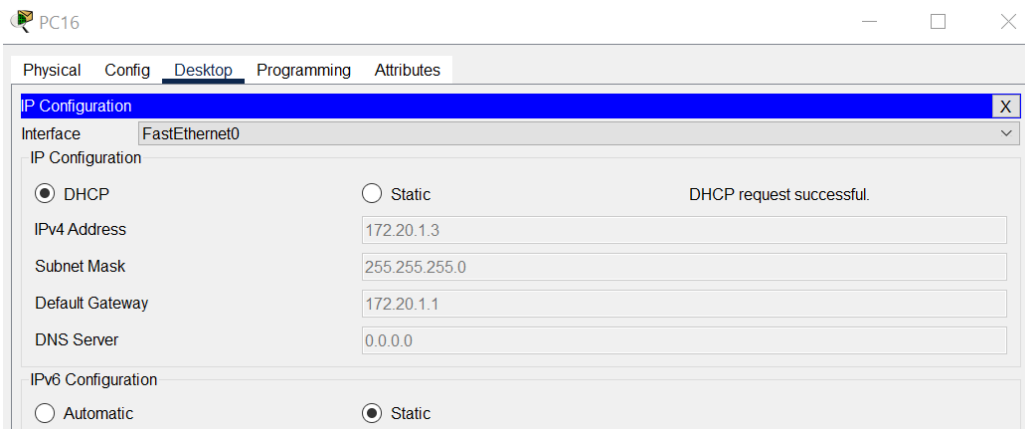 PC16
Physical Config Desktop Programming Attributes
IP Configuration X
Interface FastEthernet0
IP Configuration
DHCP Static DHCP request successful.
IPv4 Address 172.20.1.3
Subnet Mask 255.255.255.0
Default Gateway 172.20.1.1
DNS Server 0.0.0.0
IPv6 Configuration
Automatic Static